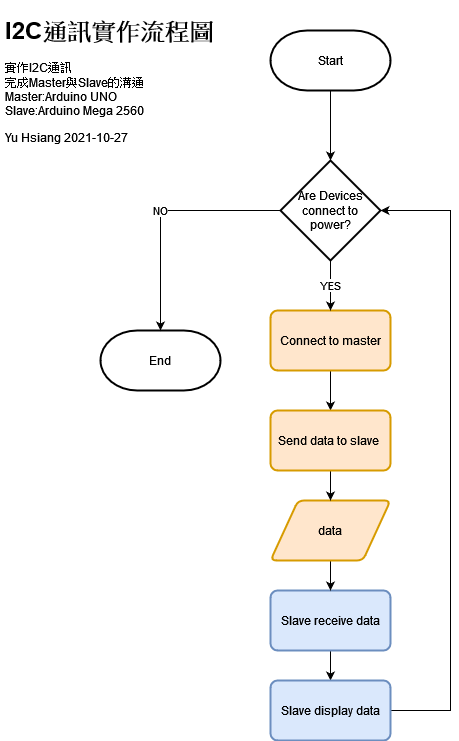 I2C通訊實作流程圖
實作I2C通訊
完成Master與Slave的溝通
Master:Arduino UNO
Slave:Arduino Mega 2560
Yu Hsiang 2021-10-27
Start
Are Devices
connect to
power?
NO
YES
End
Connect to master
Send data to slave
data
Slave receive data
Slave display data